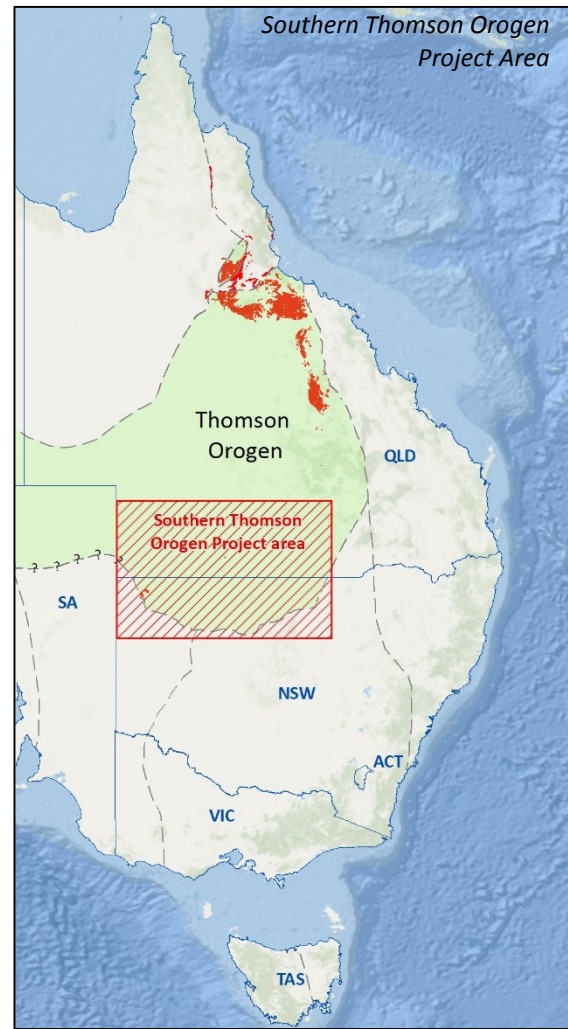 Southern Thomson Orogen
Project Area
Thomson
Orogen
QLD
Southern Thomson
Orogen Project area
? ? ? ? ?
SA
NSW
ACT
VIC
TAS